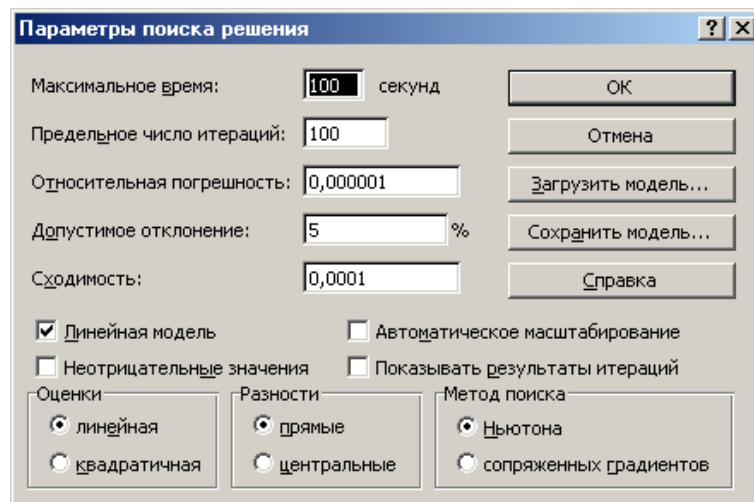 Параметры поиска решения
Максимальное время: 100 секунд
ОК
Предельное число итераций: 100
Отмена
Относительная погрешность: 0,000001
Загрузить модель...
Допустимое отклонение: 5 %
Сохранить модель...
Сходимость: 0,0001
Справка
Линейная модель
Автоматическое масштабирование
Неотрицательные значения
Показывать результаты итераций
Оценки
линейная
квадратичная
Разности
прямые
центральные
Метод поиска
Ньютона
сопряженных градиентов